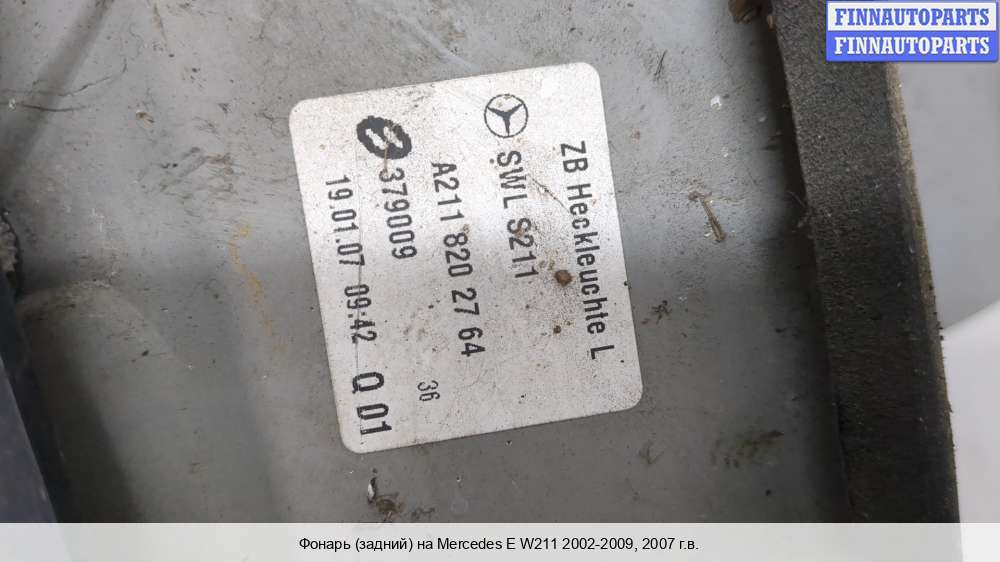 FINNAUTOPARTS
FINNAUTOPARTS
ZB Heckleuchte L
SWL S211
A211 820 27 64
36
379009
19.01.07 09:42 Q 01
Фонарь (задний) на Mercedes E W211 2002-2009, 2007 г.в.